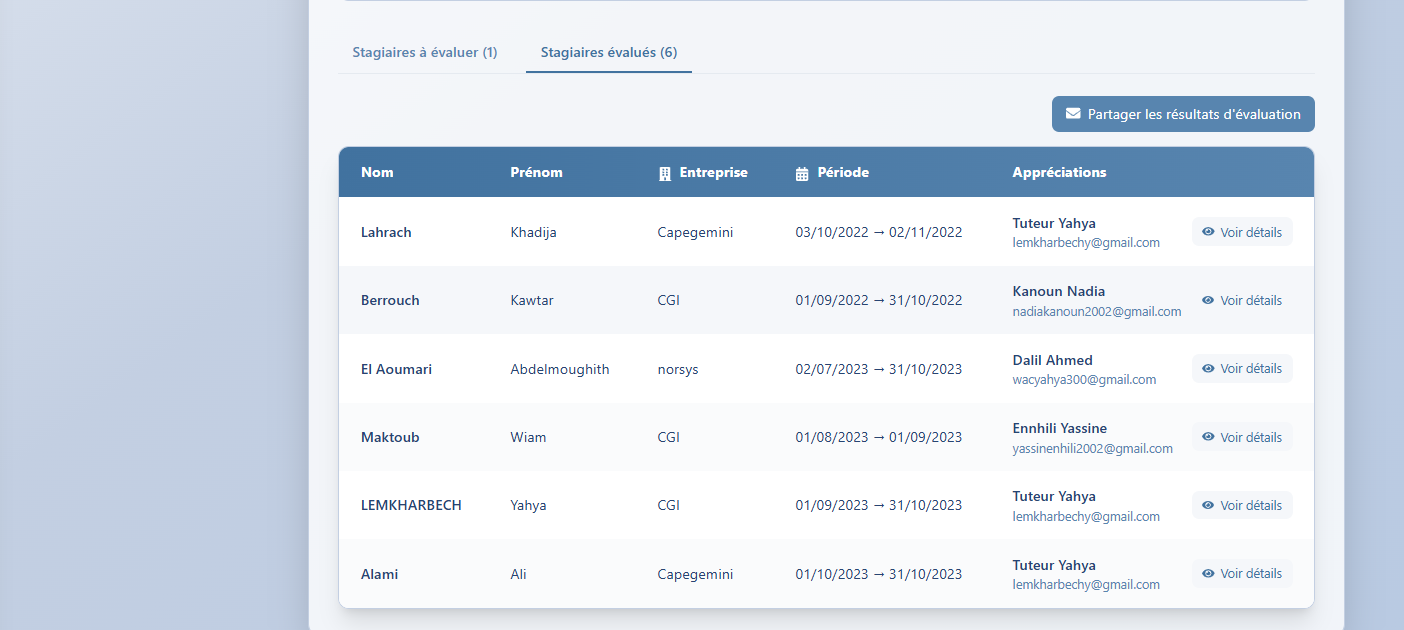 Stagiaires à évaluer (1) Stagiaires évalués (6)
Partager les résultats d'évaluation
Nom Prénom Entreprise Période Appréciations
Lahrach Khadija Capegemini 03/10/2022 → 02/11/2022 Tuteur Yahya Voir détails
lemkharbechy@gmail.com
Berrouch Kawtar CGI 01/09/2022 → 31/10/2022 Kanoun Nadia Voir détails
nadiakanoun2002@gmail.com
El Aoumari Abdelmoughith norsys 02/07/2023 → 31/10/2023 Dalil Ahmed Voir détails
wacyahya300@gmail.com
Maktoub Wiam CGI 01/08/2023 → 01/09/2023 Ennhili Yassine Voir détails
yassinenhili2002@gmail.com
LEMKHARBECH Yahya CGI 01/09/2023 → 31/10/2023 Tuteur Yahya Voir détails
lemkharbechy@gmail.com
Alami Ali Capegemini 01/10/2023 → 31/10/2023 Tuteur Yahya Voir détails
lemkharbechy@gmail.com